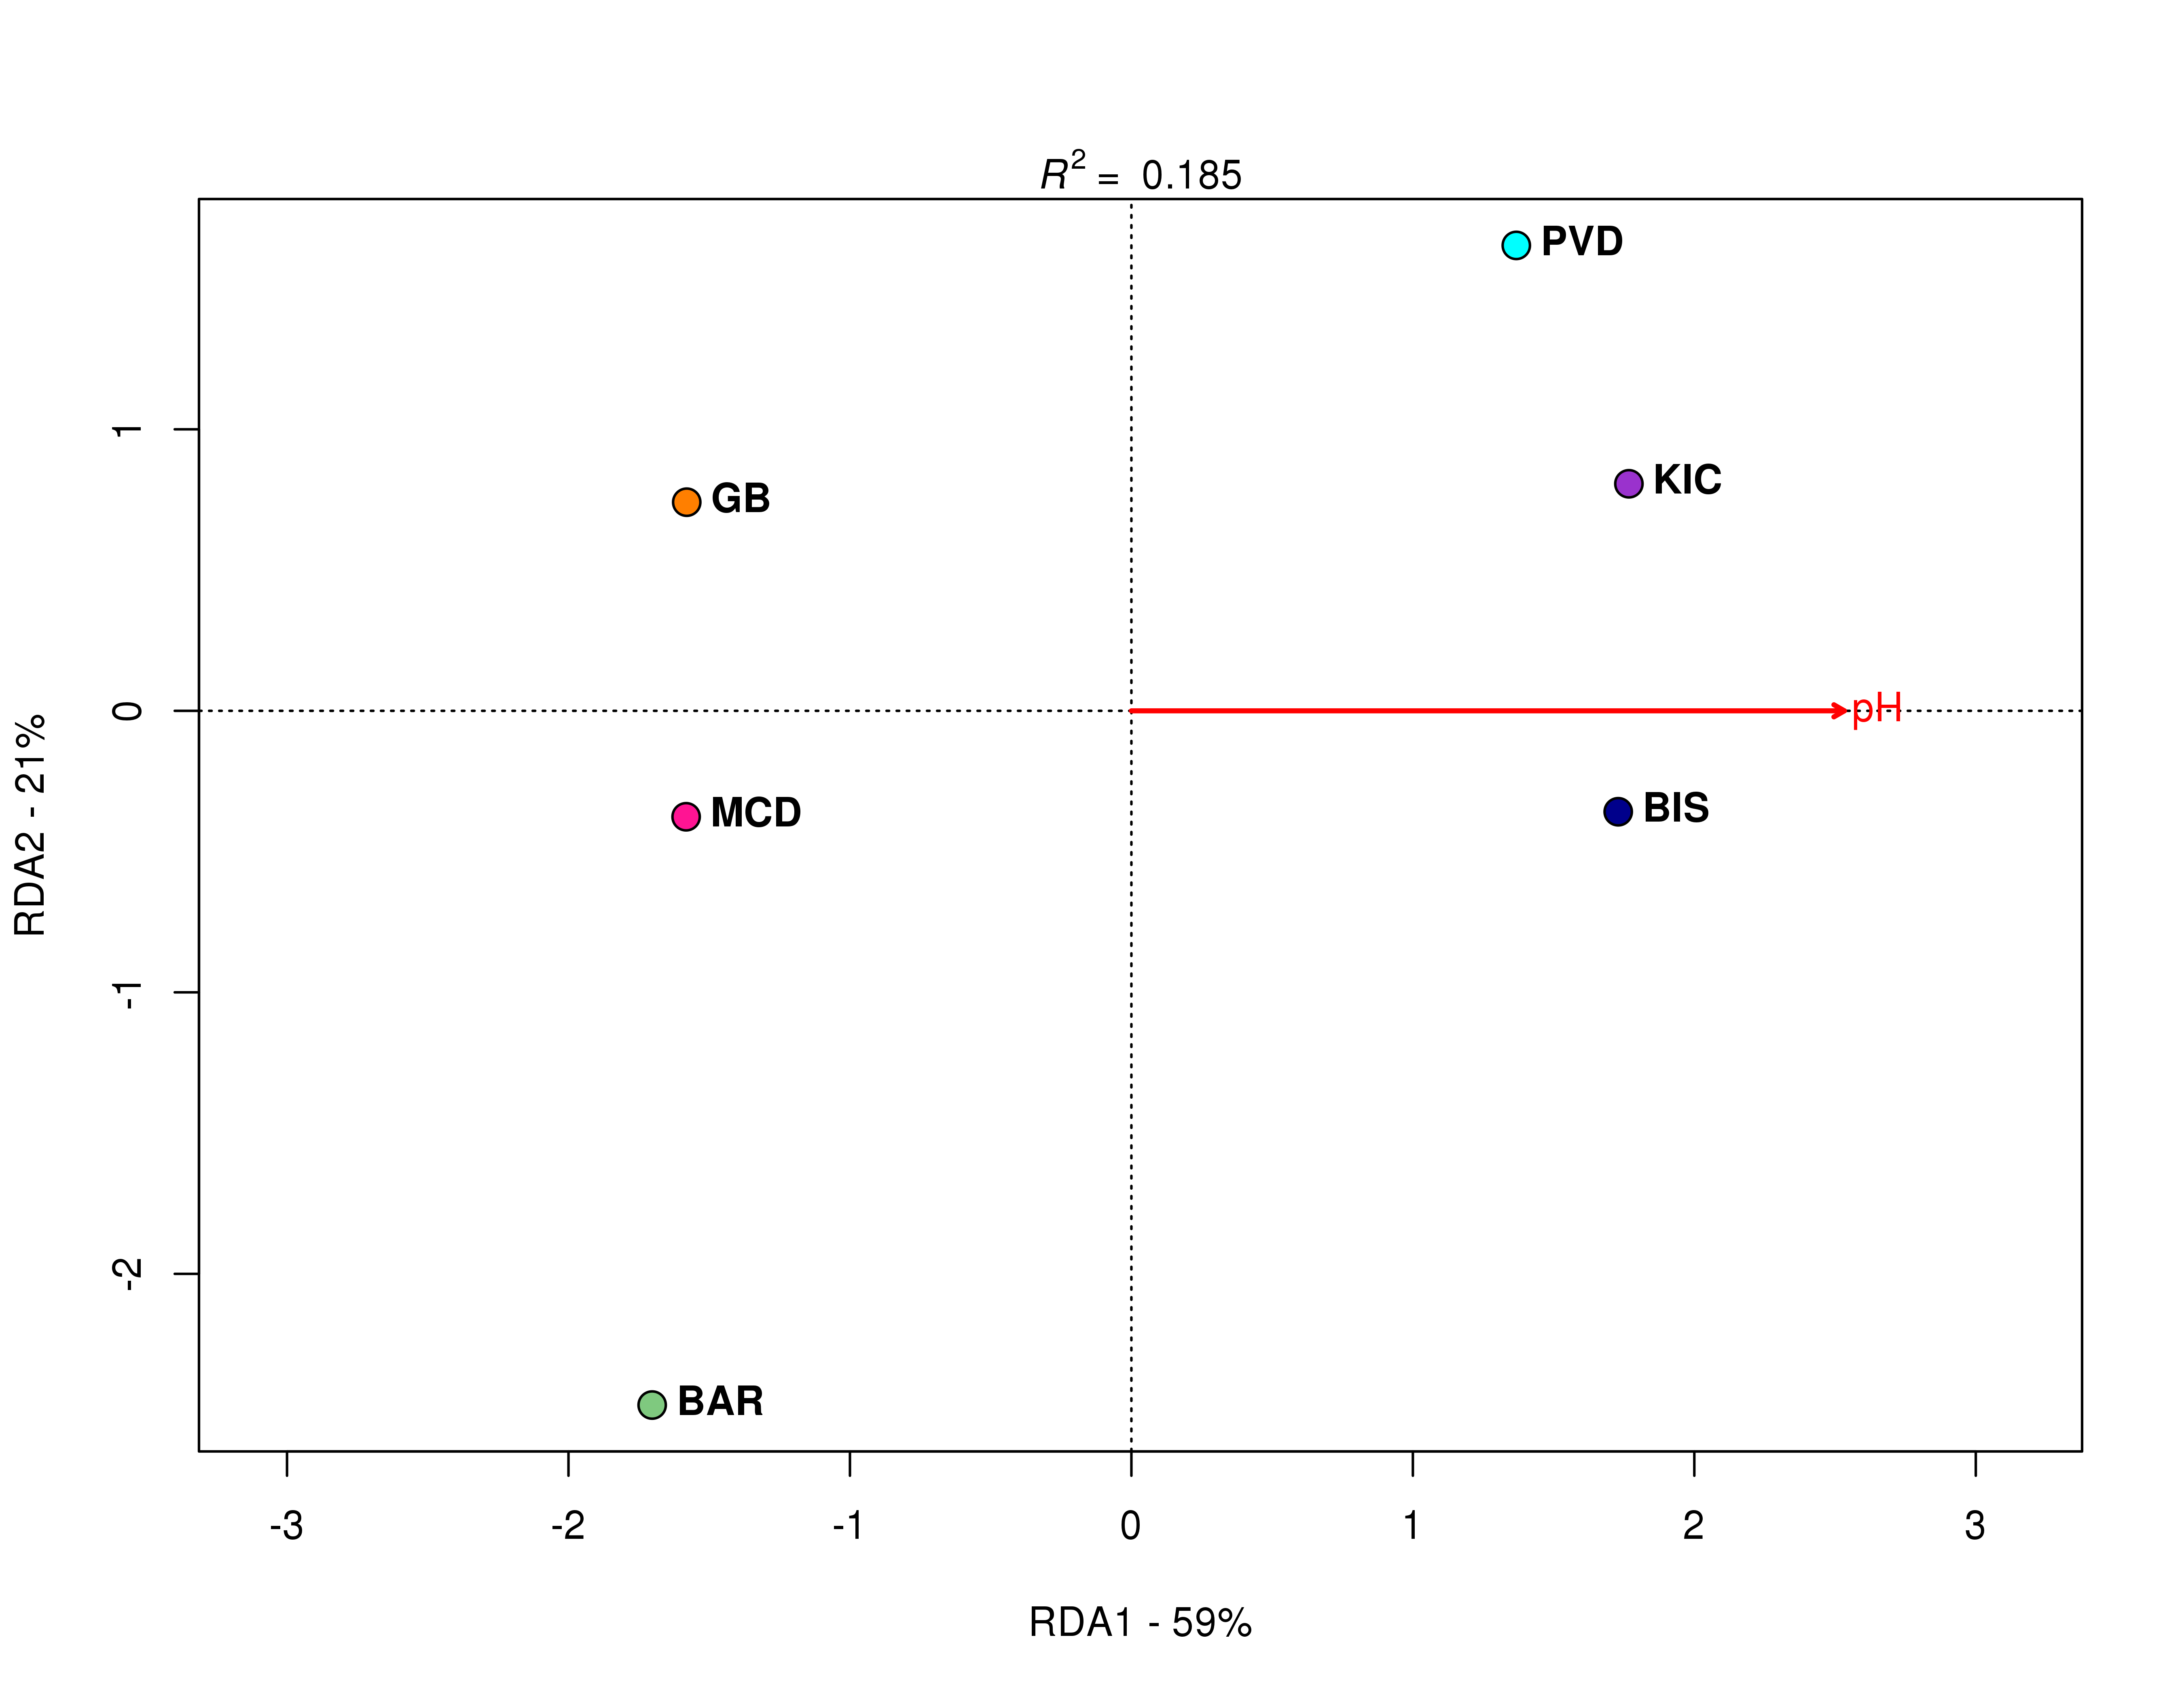 R² = 0.185
PVD
KIC
GB
pH
BIS
MCD
BAR
1
0
-1
-2
RDA2 - 21%
-3 -2 -1 0 1 2 3
RDA1 - 59%